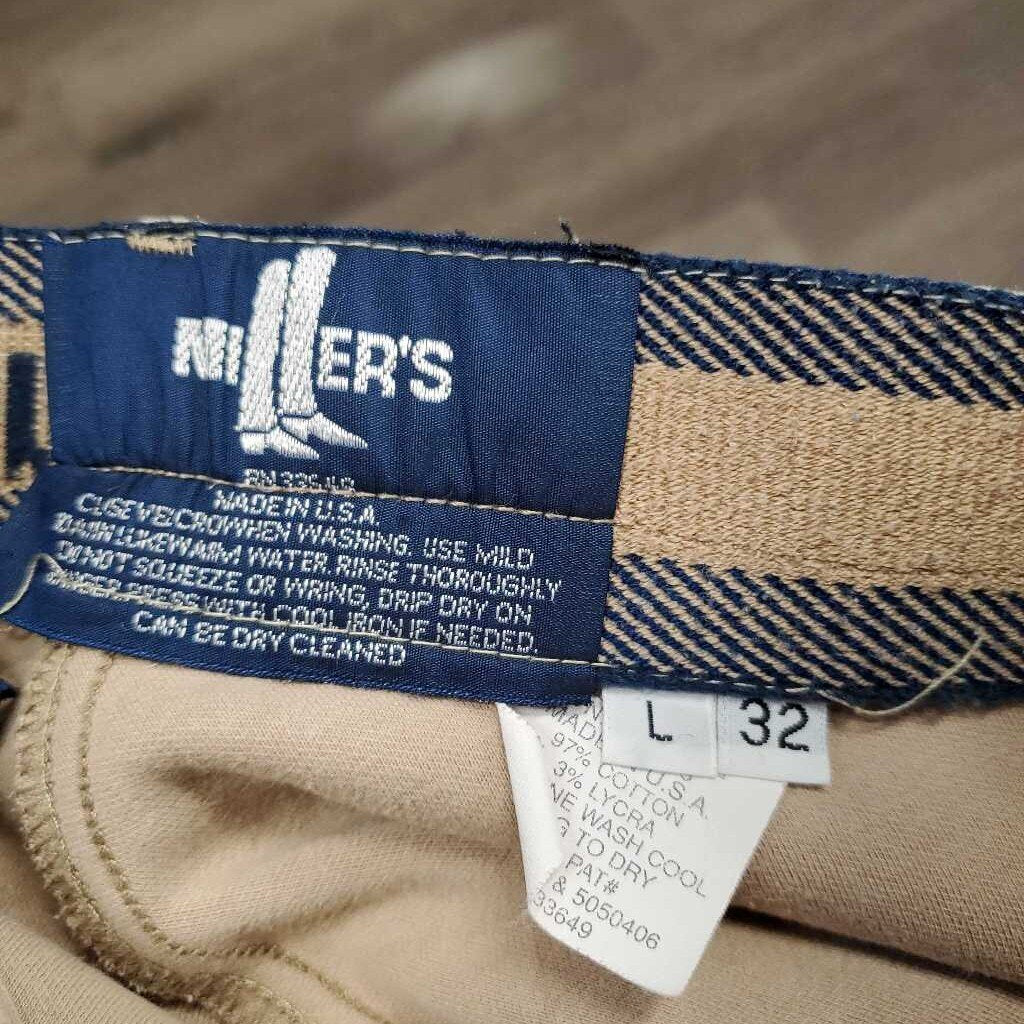 MILLER'S
MADE IN U.S.A.
CLOSE VELCRO WHEN WASHING. USE MILD
LUKEWARM WATER. RINSE THOROUGHLY
DO NOT SQUEEZE OR WRING, DRIP DRY ON
HANGER. PRESS WITH COOL IRON IF NEEDED.
CAN BE DRY CLEANED
L 32
U.S.A.
97% COTTON
3% LYCRA
WASH COOL
TO DRY
PAT#
& 5050406
33649